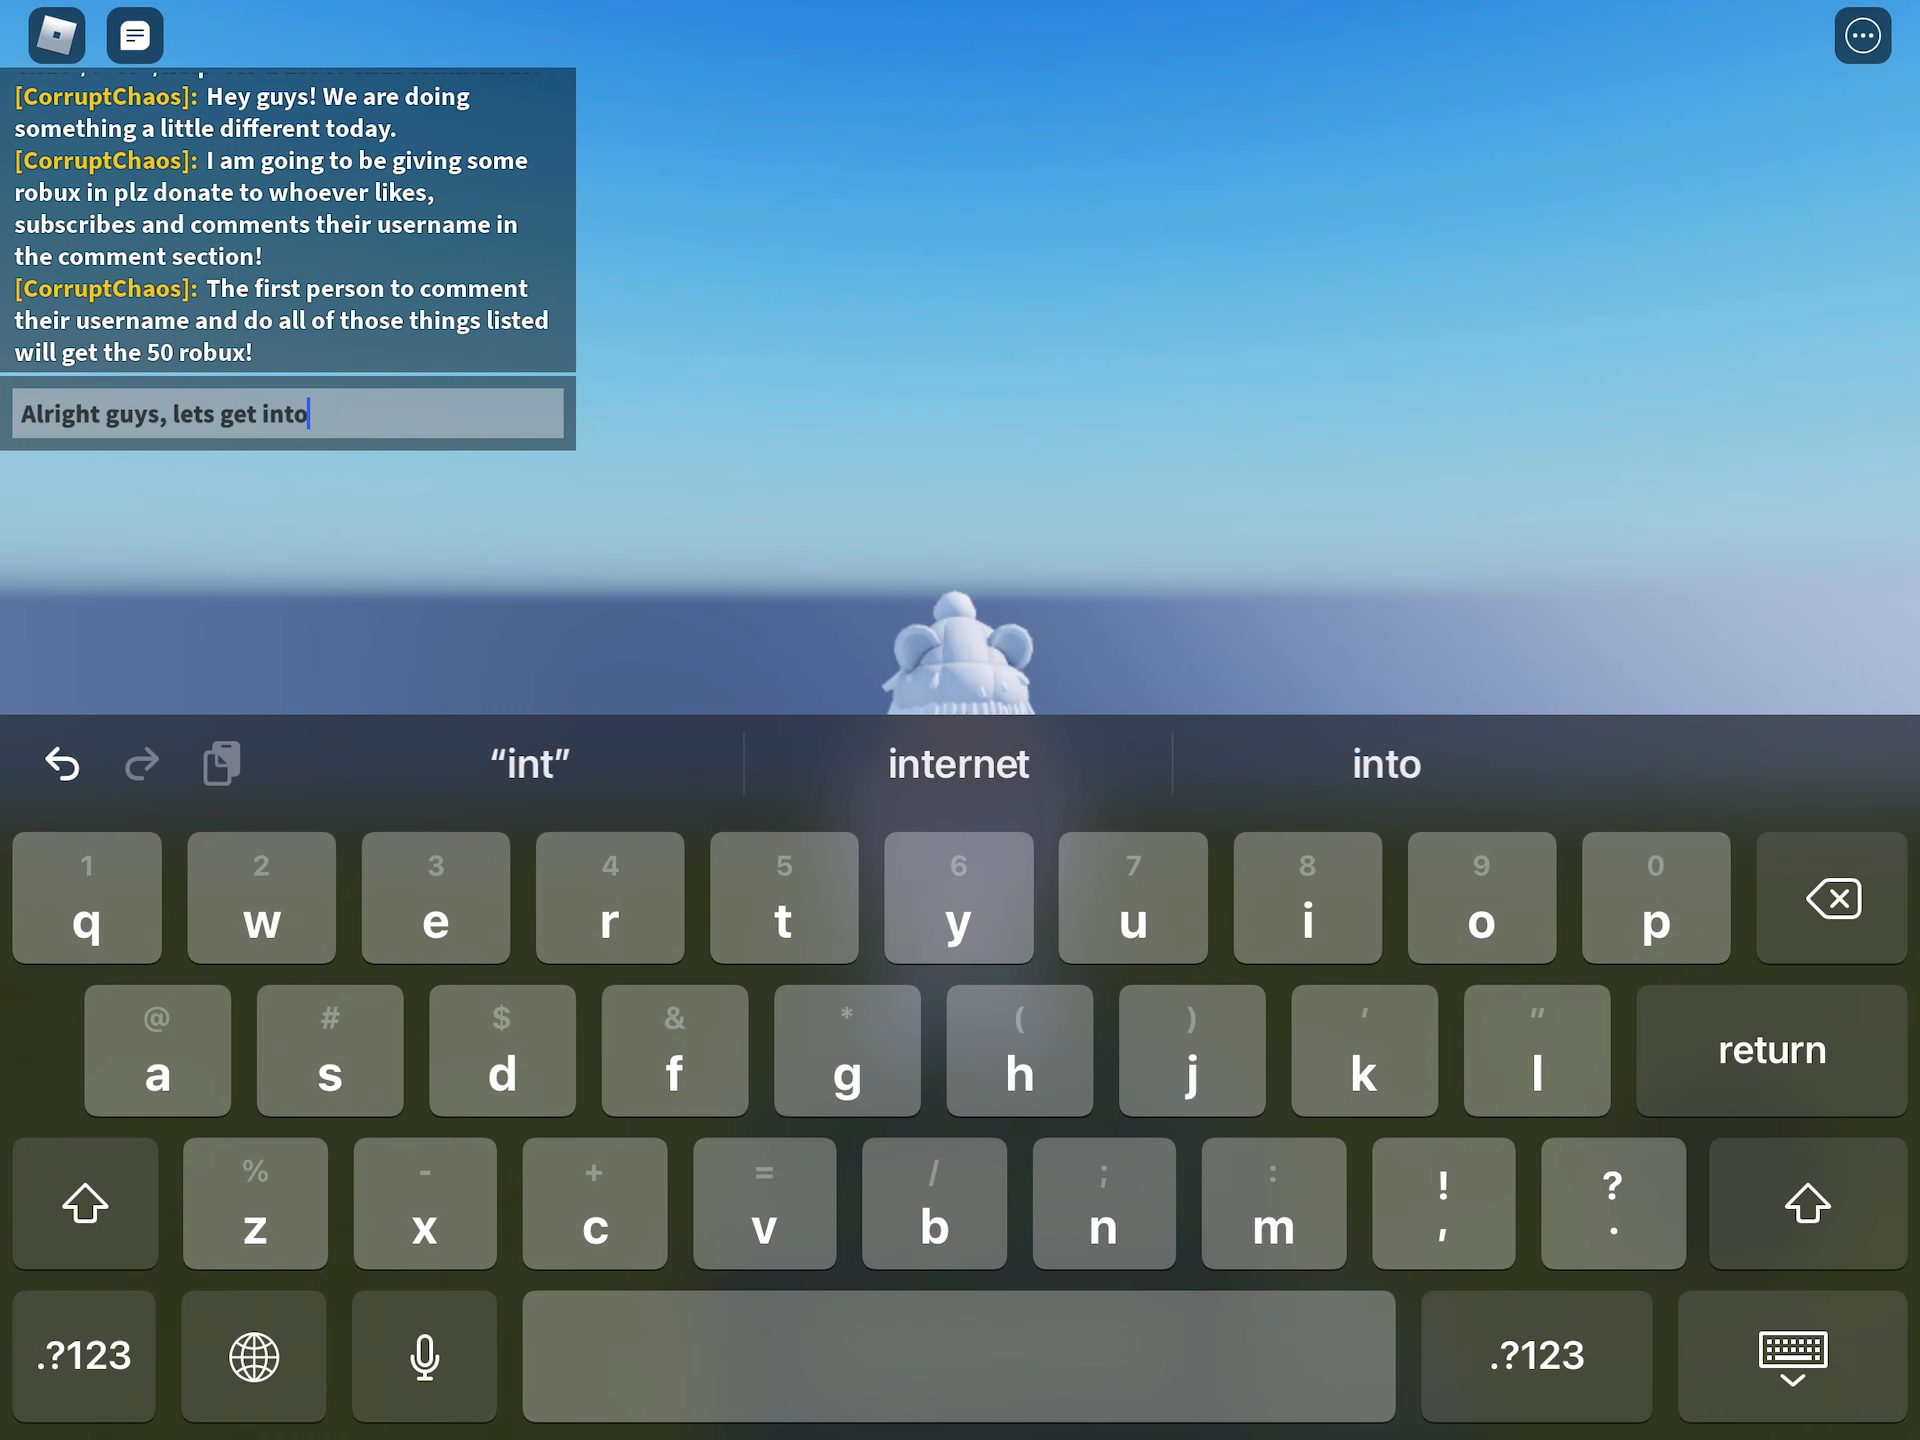 [CorruptChaos]: Hey guys! We are doing
something a little different today.
[CorruptChaos]: I am going to be giving some
robux in plz donate to whoever likes,
subscribes and comments their username in
the comment section!
[CorruptChaos]: The first person to comment
their username and do all of those things listed
will get the 50 robux!
Alright guys, lets get into
“int” internet into
1 2 3 4 5 6 7 8 9 0
q w e r t y u i o p
@ # $ & * ( ) ' "
a s d f g h j k l return
% - + = / ; : ! ?
z x c v b n m , .
.?123 .?123